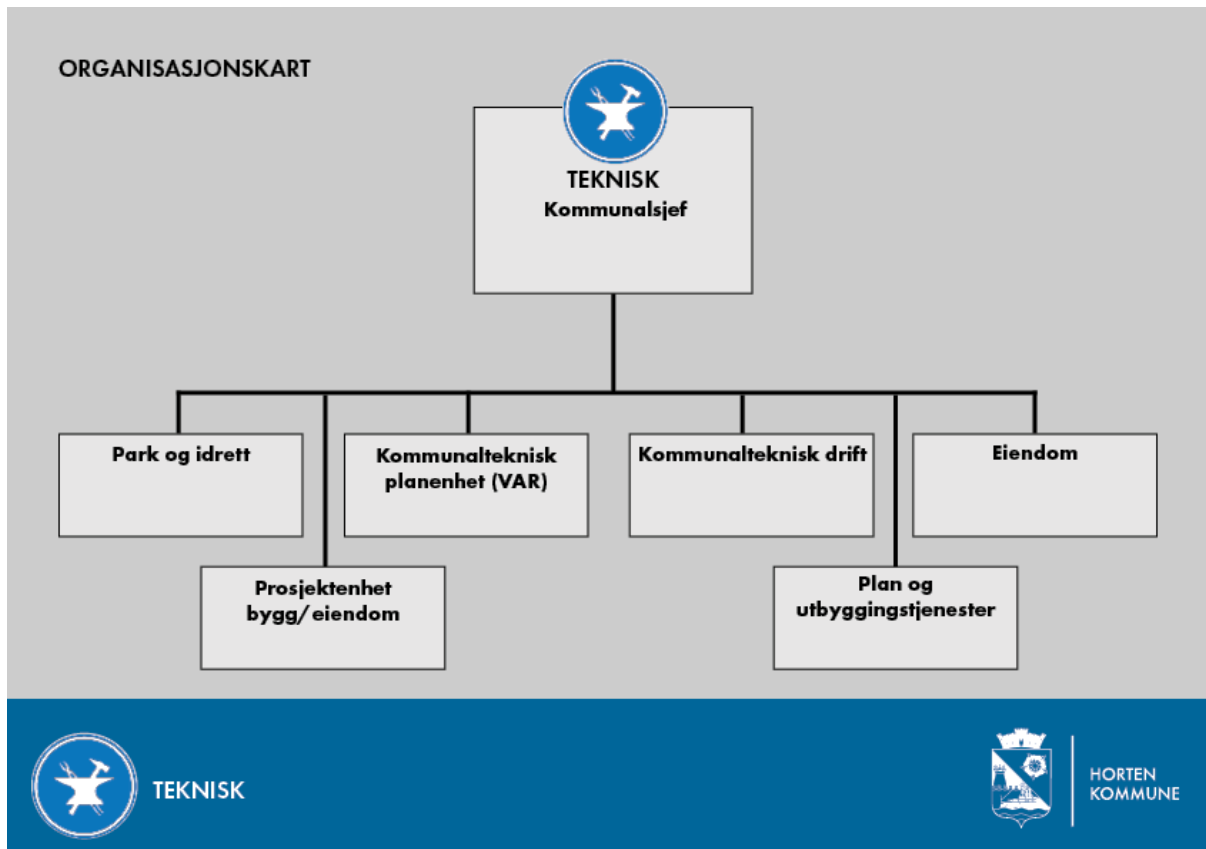 ORGANISASJONSKART
TEKNISK
Kommunalsjef
Park og idrett
Kommunalteknisk
planenhet (VAR)
Kommunalteknisk drift
Eiendom
Prosjektenhet
bygg/eiendom
Plan og
utbyggingstjenester
TEKNISK
HORTEN
KOMMUNE